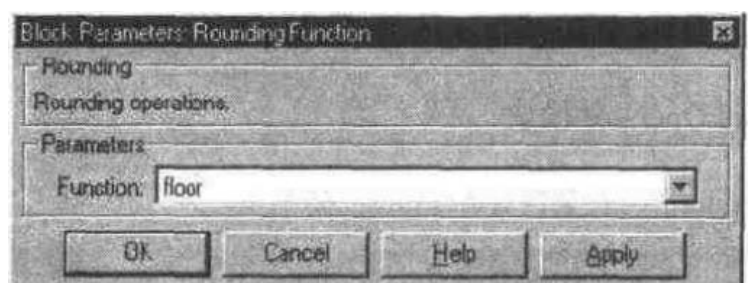 Block Parameters: Rounding Function
Rounding
Rounding operations.
Parameters
Function: floor
OK Cancel Help Apply